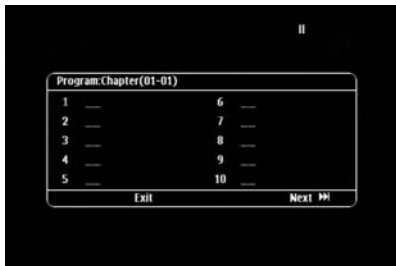 Program:Chapter(01-01)
1 __ 6 __
2 __ 7 __
3 __ 8 __
4 __ 9 __
5 __ 10 __
Exit Next ⏭